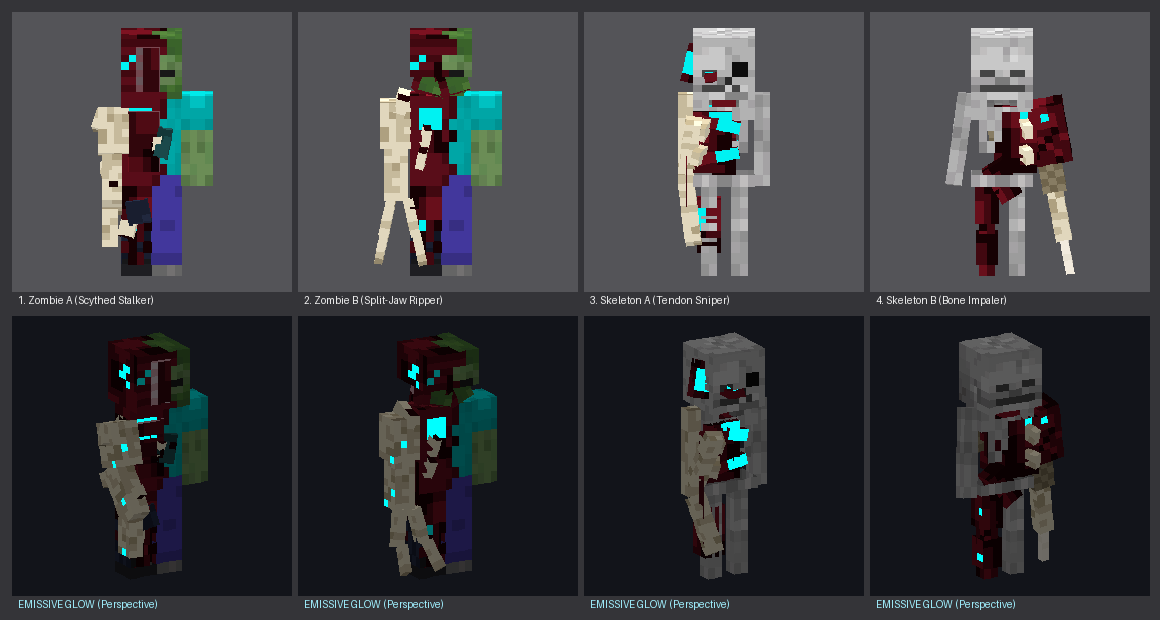 1. Zombie A (Scythed Stalker)
2. Zombie B (Split-Jaw Ripper)
3. Skeleton A (Tendon Sniper)
4. Skeleton B (Bone Impaler)
EMISSIVE GLOW (Perspective)
EMISSIVE GLOW (Perspective)
EMISSIVE GLOW (Perspective)
EMISSIVE GLOW (Perspective)